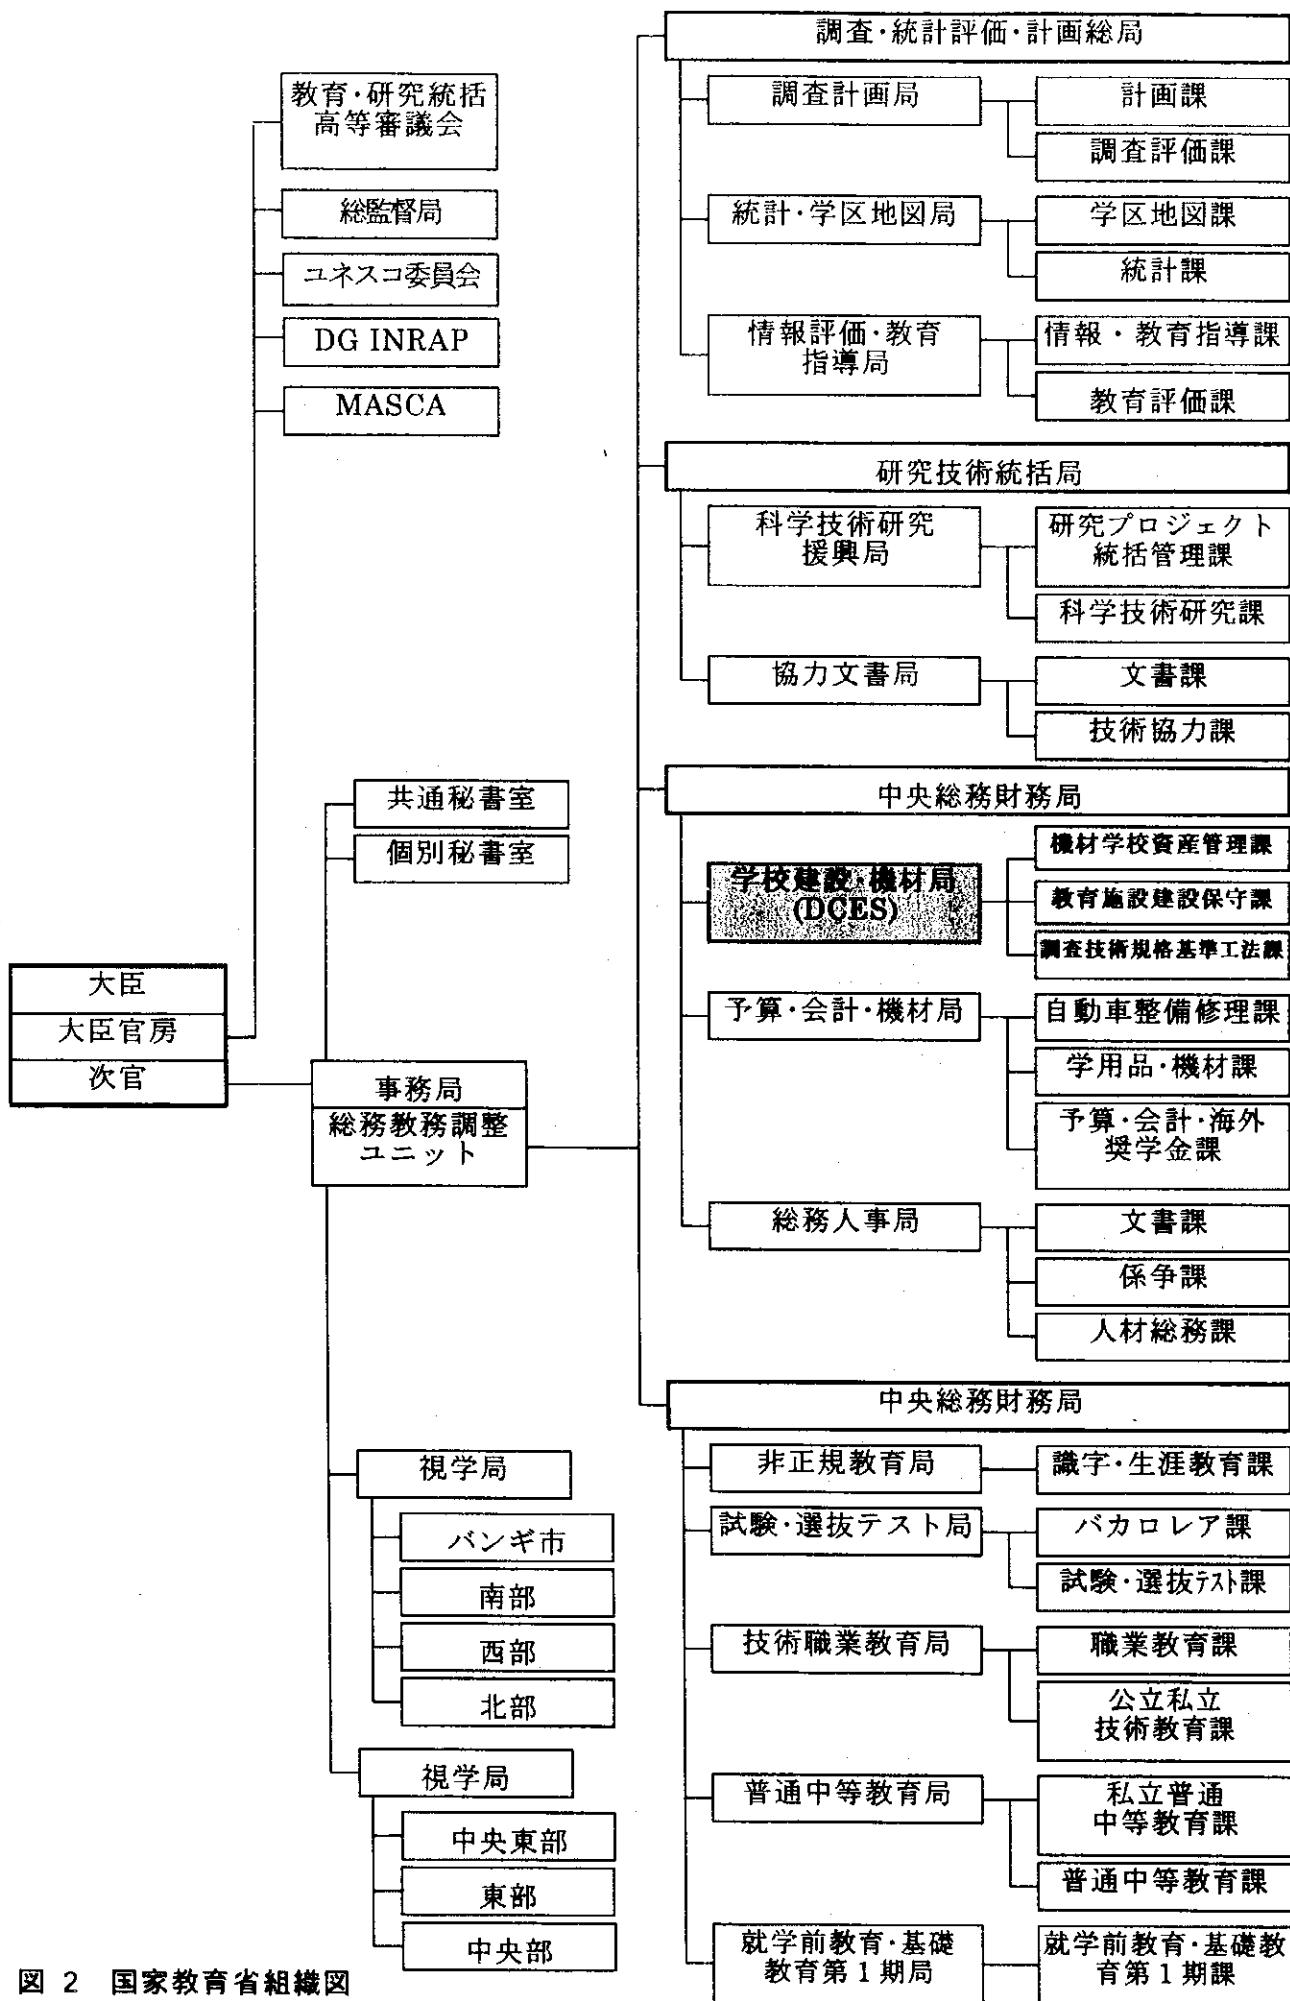 調査・統計評価・計画総局
調査計画局
計画課
調査評価課
統計・学区地図局
学区地図課
統計課
情報評価・教育
指導局
情報・教育指導課
教育評価課
教育・研究統括
高等審議会
総監督局
ユネスコ委員会
DG INRAP
MASCA
研究技術統括局
科学技術研究
援興局
研究プロジェクト
統括管理課
科学技術研究課
協力文書局
文書課
技術協力課
中央総務財務局
学校建設・機材局
(DCES)
機材学校資産管理課
教育施設建設保守課
調査技術規格基準工法課
予算・会計・機材局
自動車整備修理課
学用品・機材課
予算・会計・海外
奨学金課
総務人事局
文書課
係争課
人材総務課
共通秘書室
個別秘書室
大臣
大臣官房
次官
事務局
総務教務調整
ユニット
中央総務財務局
非正規教育局
識字・生涯教育課
試験・選抜テスト局
バカロレア課
試験・選抜テスト課
技術職業教育局
職業教育課
公立私立
技術教育課
普通中等教育局
私立普通
中等教育課
普通中等教育課
就学前教育・基礎
教育第1期局
就学前教育・基礎教
育第1期課
視学局
バンギ市
南部
西部
北部
視学局
中央東部
東部
中央部
図 2 国家教育省組織図